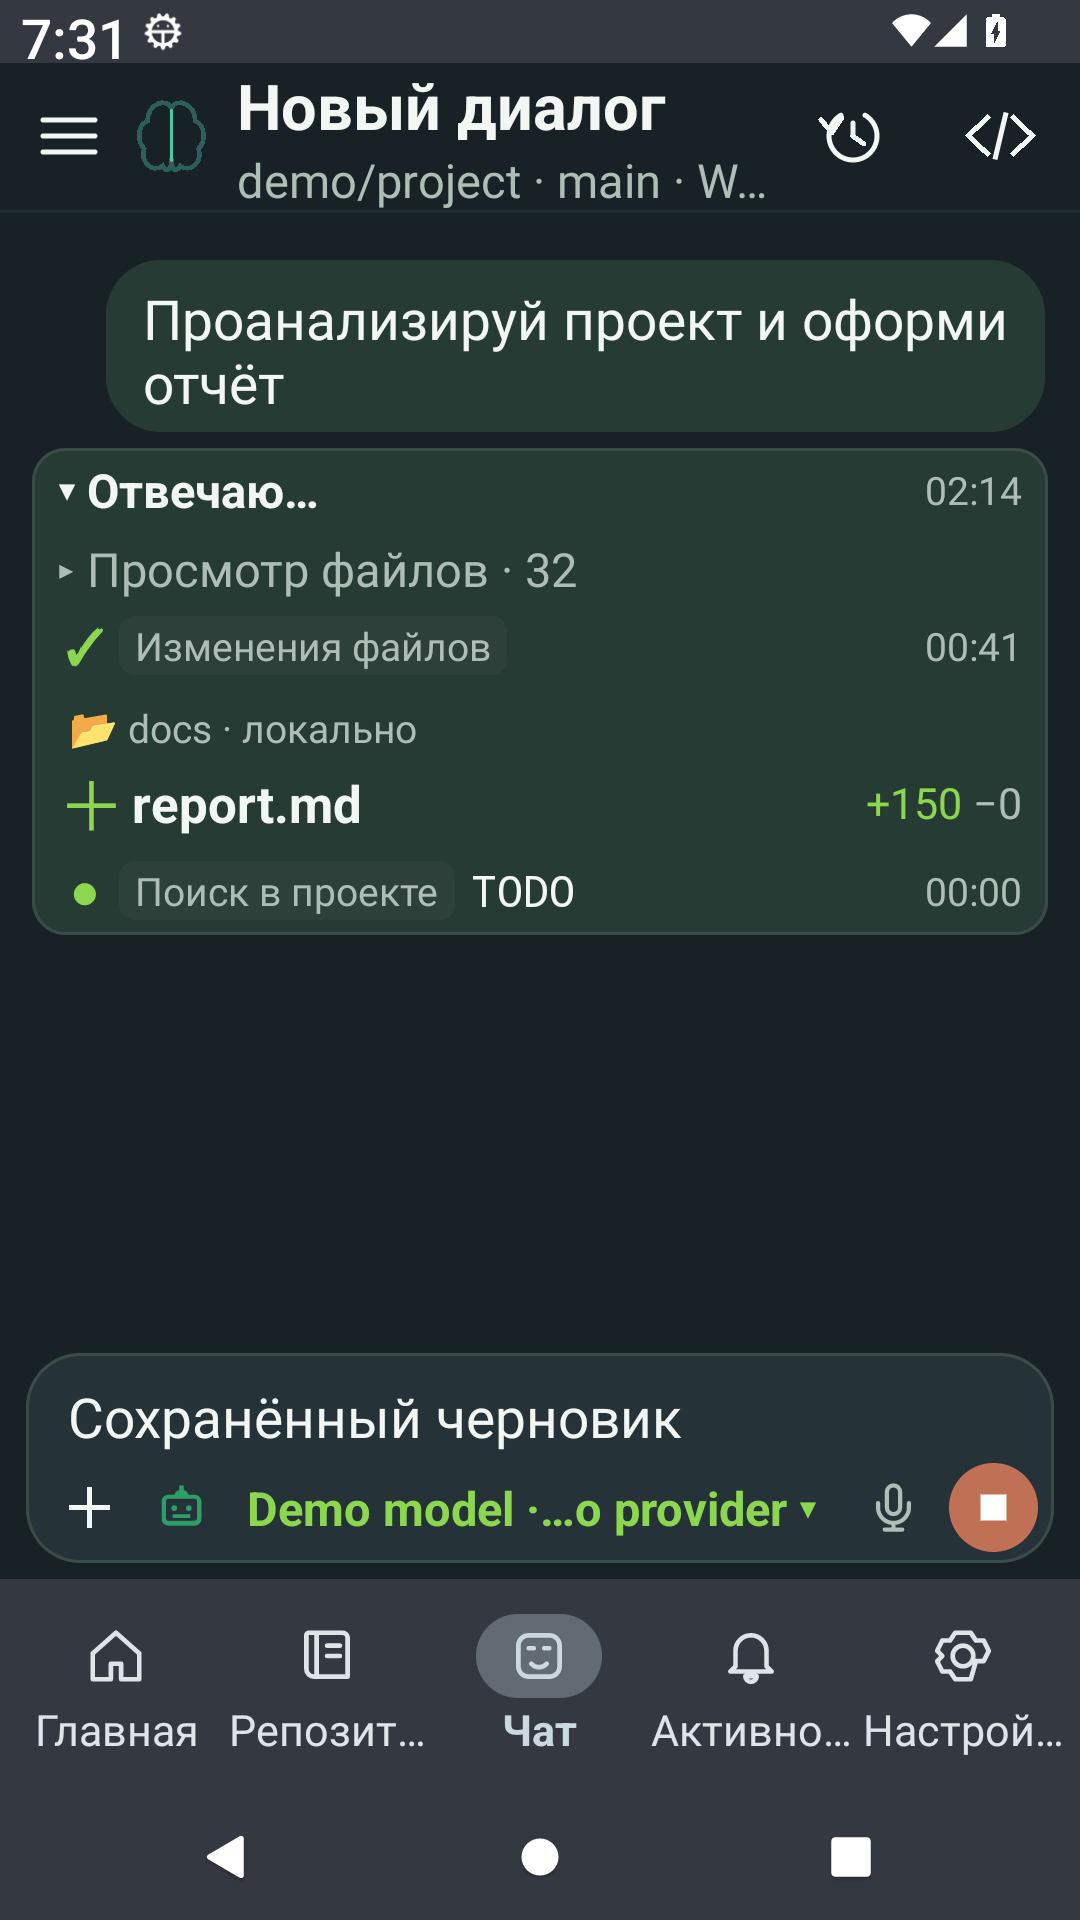 7:31
Новый диалог
demo/project · main · W...
Проанализируй проект и оформи
отчёт
▾ Отвечаю... 02:14
▸ Просмотр файлов · 32
✓ Изменения файлов 00:41
docs · локально
+ report.md +150 −0
Поиск в проекте TODO 00:00
Сохранённый черновик
Demo model ·...o provider ▾
Главная Репозит... Чат Активно... Настрой...